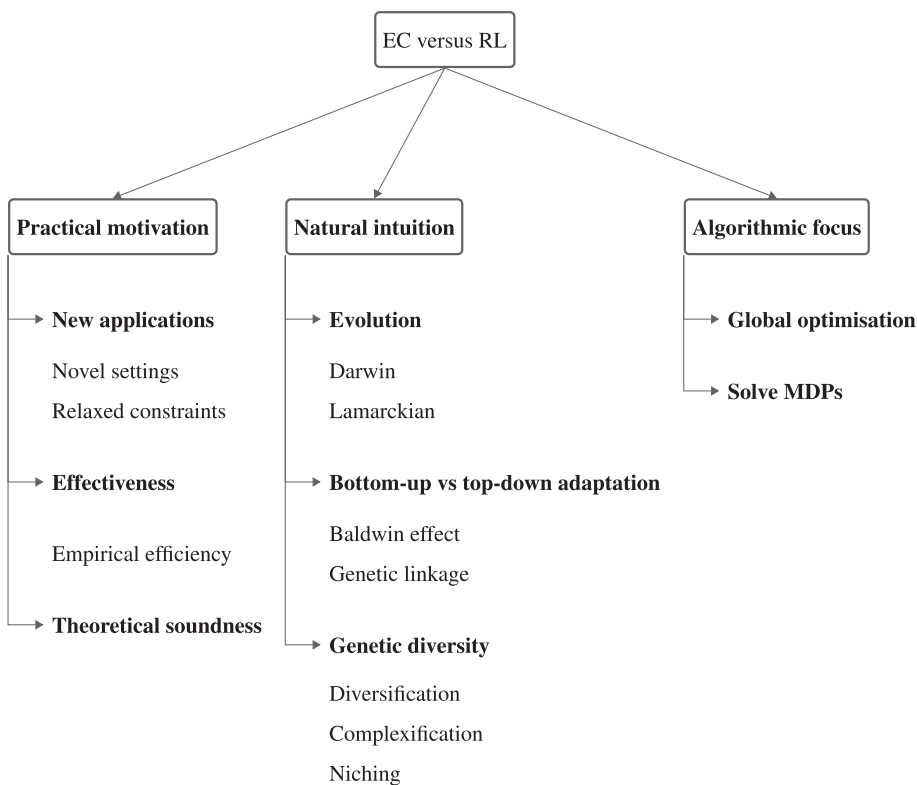 EC versus RL
Practical motivation
New applications
Novel settings
Relaxed constraints
Effectiveness
Empirical efficiency
Theoretical soundness
Natural intuition
Evolution
Darwin
Lamarckian
Bottom-up vs top-down adaptation
Baldwin effect
Genetic linkage
Genetic diversity
Diversification
Complexification
Niching
Algorithmic focus
Global optimisation
Solve MDPs